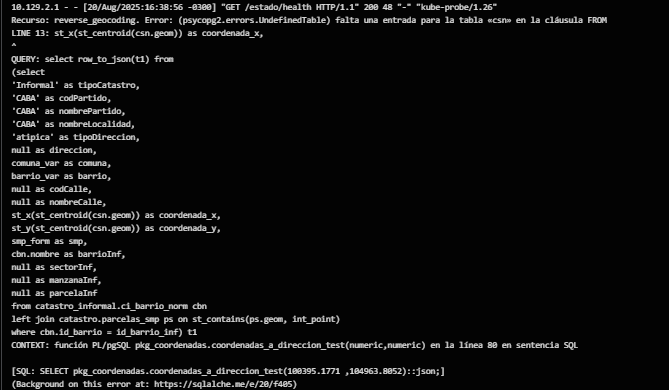 10.129.2.1 - - [20/Aug/2025:16:38:56 -0300] "GET /estado/health HTTP/1.1" 200 48 "-" "kube-probe/1.26"
Recurso: reverse_geocoding. Error: (psycopg2.errors.UndefinedTable) falta una entrada para la tabla «csn» en la cláusula FROM
LINE 13: st_x(st_centroid(csn.geom)) as coordenada_x,
^
QUERY: select row_to_json(t1) from
(select
'Informal' as tipoCatastro,
'CABA' as codPartido,
'CABA' as nombrePartido,
'CABA' as nombreLocalidad,
'atipica' as tipoDireccion,
null as direccion,
comuna_var as comuna,
barrio_var as barrio,
null as codCalle,
null as nombreCalle,
st_x(st_centroid(csn.geom)) as coordenada_x,
st_y(st_centroid(csn.geom)) as coordenada_y,
smp_form as smp,
cbn.nombre as barrioInf,
null as sectorInf,
null as manzanaInf,
null as parcelaInf
from catastro_informal.ci_barrio_norm cbn
left join catastro.parcelas_smp ps on st_contains(ps.geom, int_point)
where cbn.id_barrio = id_barrio_inf) t1
CONTEXT: función PL/pgSQL pkg_coordenadas.coordenadas_a_direccion_test(numeric,numeric) en la línea 80 en sentencia SQL

[SQL: SELECT pkg_coordenadas.coordenadas_a_direccion_test(100395.1771 ,104963.8052)::json;]
(Background on this error at: https://sqlalche.me/e/20/f405)